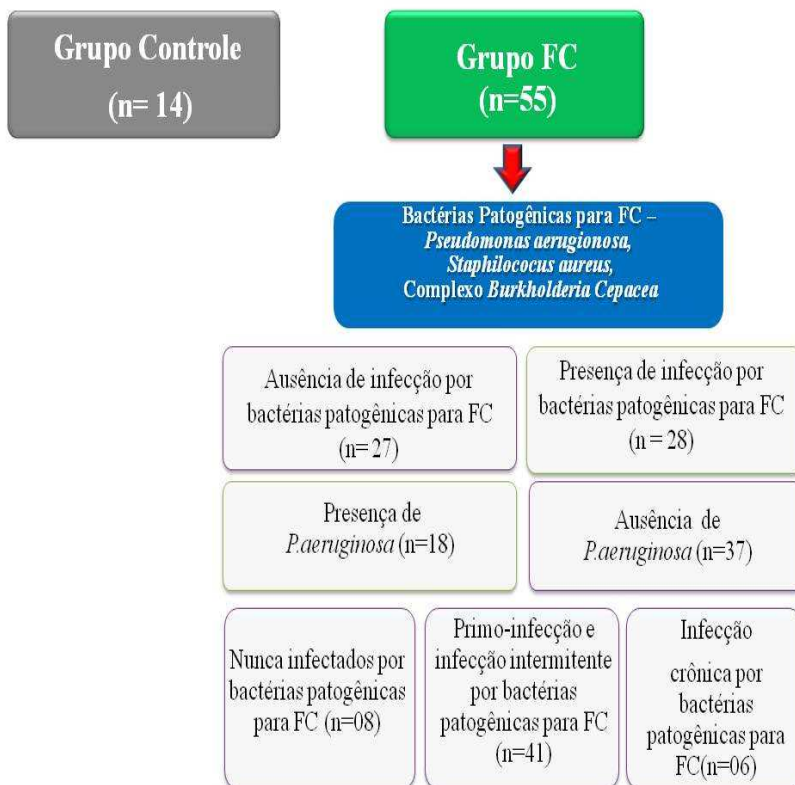 Grupo Controle
(n= 14)
Grupo FC
(n=55)
Bactérias Patogênicas para FC –
Pseudomonas aerugionosa,
Staphilococus aureus,
Complexo Burkholderia Cepacea
Ausência de infecção por
bactérias patogênicas para FC
(n= 27)
Presença de infecção por
bactérias patogênicas para FC
(n = 28)
Presença de
P.aeruginosa (n=18)
Ausência de
P.aeruginosa (n=37)
Nunca infectados por
bactérias patogênicas
para FC (n=08)
Primo-infecção e
infecção intermitente
por bactérias
patogênicas para FC
(n=41)
Infecção
crônica por
bactérias
patogênicas para
FC(n=06)